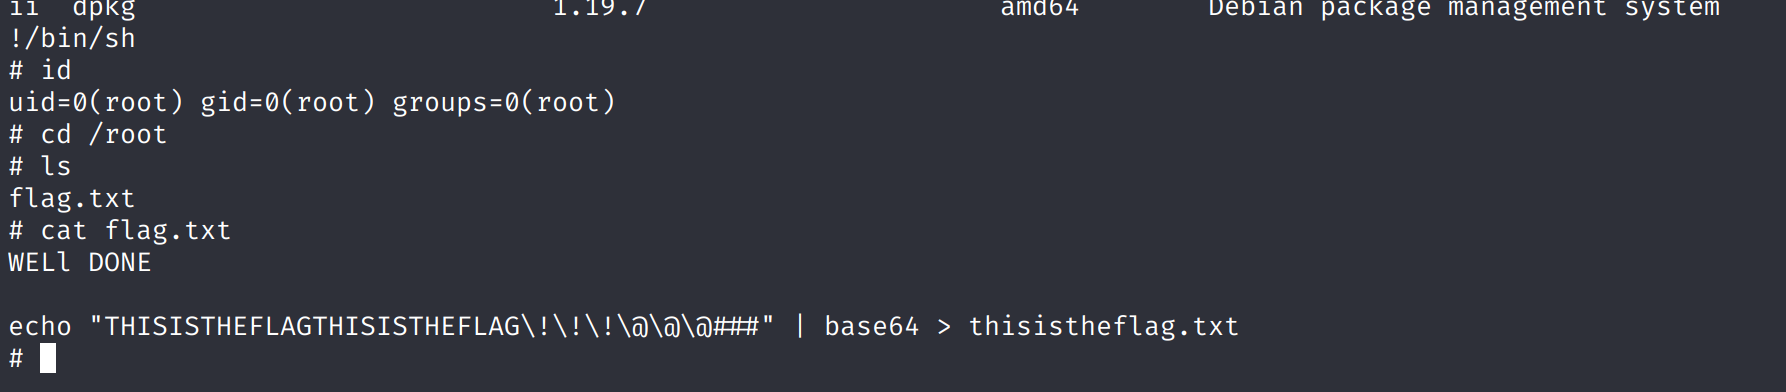 ii  dpkg                          1.19.7                      amd64        Debian package management system
!/bin/sh
# id
uid=0(root) gid=0(root) groups=0(root)
# cd /root
# ls
flag.txt
# cat flag.txt
WELl DONE

echo "THISISTHEFLAGTHISISTHEFLAG\!\!\!\@\@\@###" | base64 > thisistheflag.txt
#